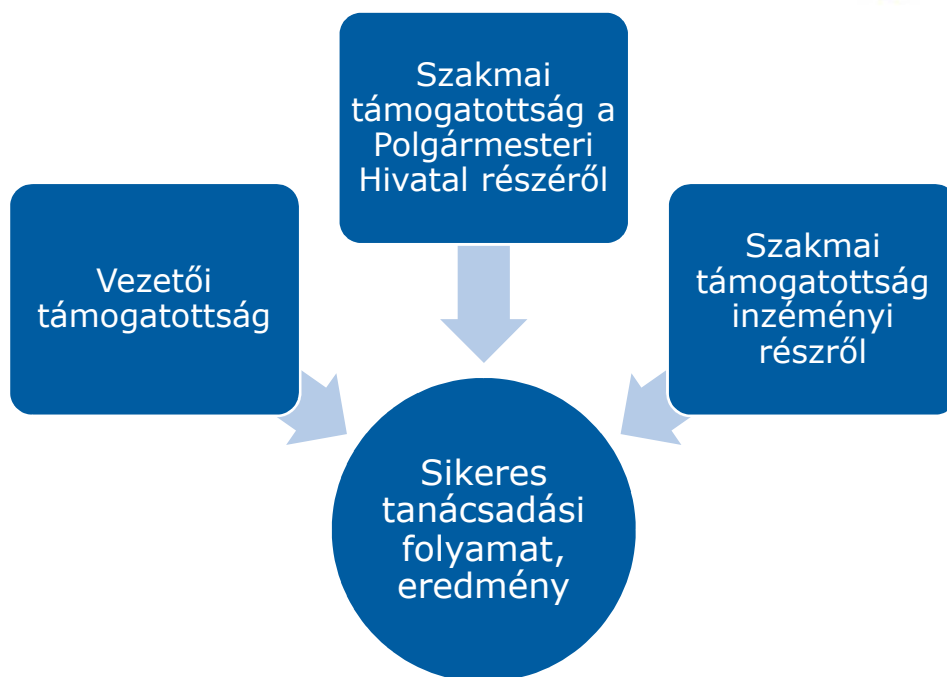 Szakmai
támogatottság a
Polgármesteri
Hivatal részéről
Vezetői
támogatottság
Szakmai
támogatottság
inzéményi
részről
Sikeres
tanácsadási
folyamat,
eredmény